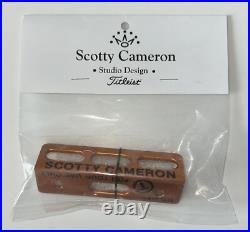 Scotty Cameron
• Studio Design •
Titleist
SCOTTY CAMERON